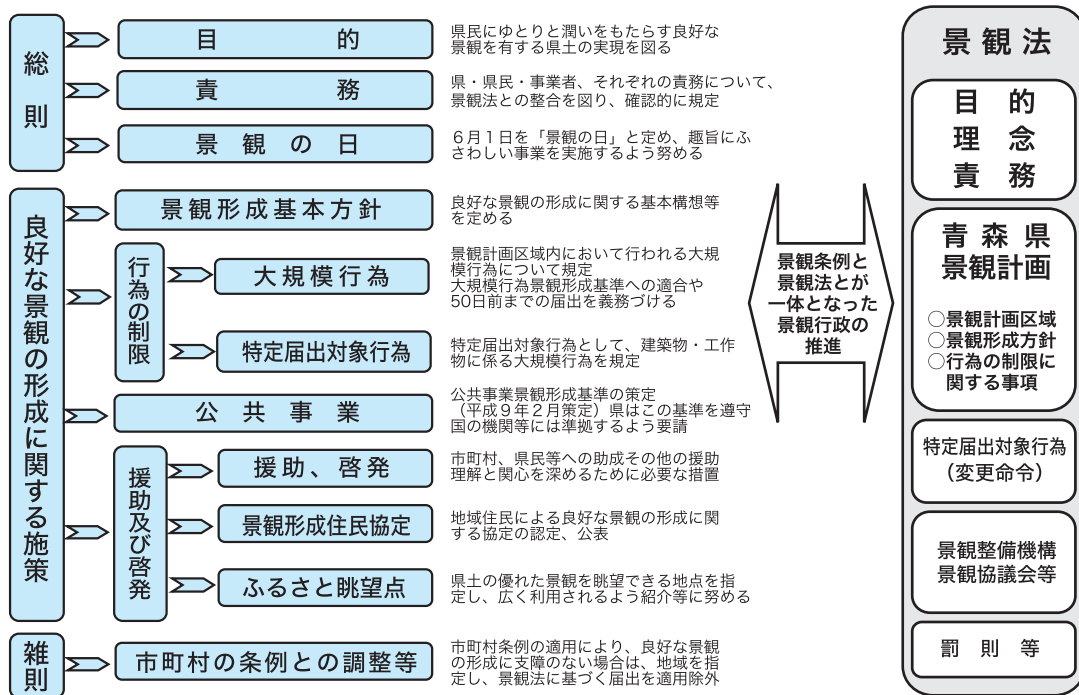 総則
目的
県民にゆとりと潤いをもたらす良好な
景観を有する県土の実現を図る
責務
県・県民・事業者、それぞれの責務について、
景観法との整合を図り、確認的に規定
景観の日
６月１日を「景観の日」と定め、趣旨にふ
さわしい事業を実施するよう努める
良好な景観の形成に関する施策
景観形成基本方針
良好な景観の形成に関する基本構想等
を定める
行為の制限
大規模行為
景観計画区域内において行われる大規
模行為について規定
大規模行為景観形成基準への適合や
50日前までの届出を義務づける
特定届出対象行為
特定届出対象行為として、建築物・工作
物に係る大規模行為を規定
公共事業
公共事業景観形成基準の策定
（平成９年２月策定）県はこの基準を遵守
国の機関等には準拠するよう要請
援助及び啓発
援助、啓発
市町村、県民等への助成その他の援助
理解と関心を深めるために必要な措置
景観形成住民協定
地域住民による良好な景観の形成に関
する協定の認定、公表
ふるさと眺望点
県土の優れた景観を眺望できる地点を指
定し、広く利用されるよう紹介等に努める
雑則
市町村の条例との調整等
市町村条例の適用により、良好な景観
の形成に支障のない場合は、地域を指
定し、景観法に基づく届出を適用除外
景観条例と
景観法とが
一体となった
景観行政の
推進
景観法
目的
理念
責務
青森県
景観計画
○景観計画区域
○景観形成方針
○行為の制限に
関する事項
特定届出対象行為
（変更命令）
景観整備機構
景観協議会等
罰則等